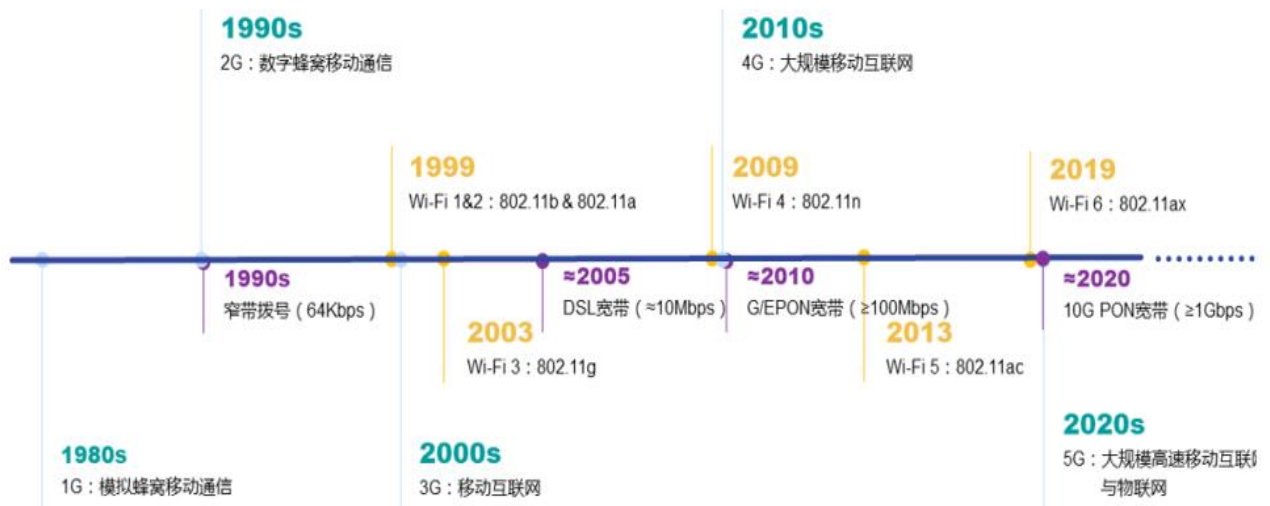 1990s
2G：数字蜂窝移动通信
2010s
4G：大规模移动互联网
1999
Wi-Fi 1&2：802.11b & 802.11a
2009
Wi-Fi 4：802.11n
2019
Wi-Fi 6：802.11ax
1990s
窄带拨号（64Kbps）
≈2005
DSL宽带（≈10Mbps）
≈2010
G/EPON宽带（≥100Mbps）
≈2020
10G PON宽带（≥1Gbps）
2003
Wi-Fi 3：802.11g
2013
Wi-Fi 5：802.11ac
1980s
1G：模拟蜂窝移动通信
2000s
3G：移动互联网
2020s
5G：大规模高速移动互联
与物联网